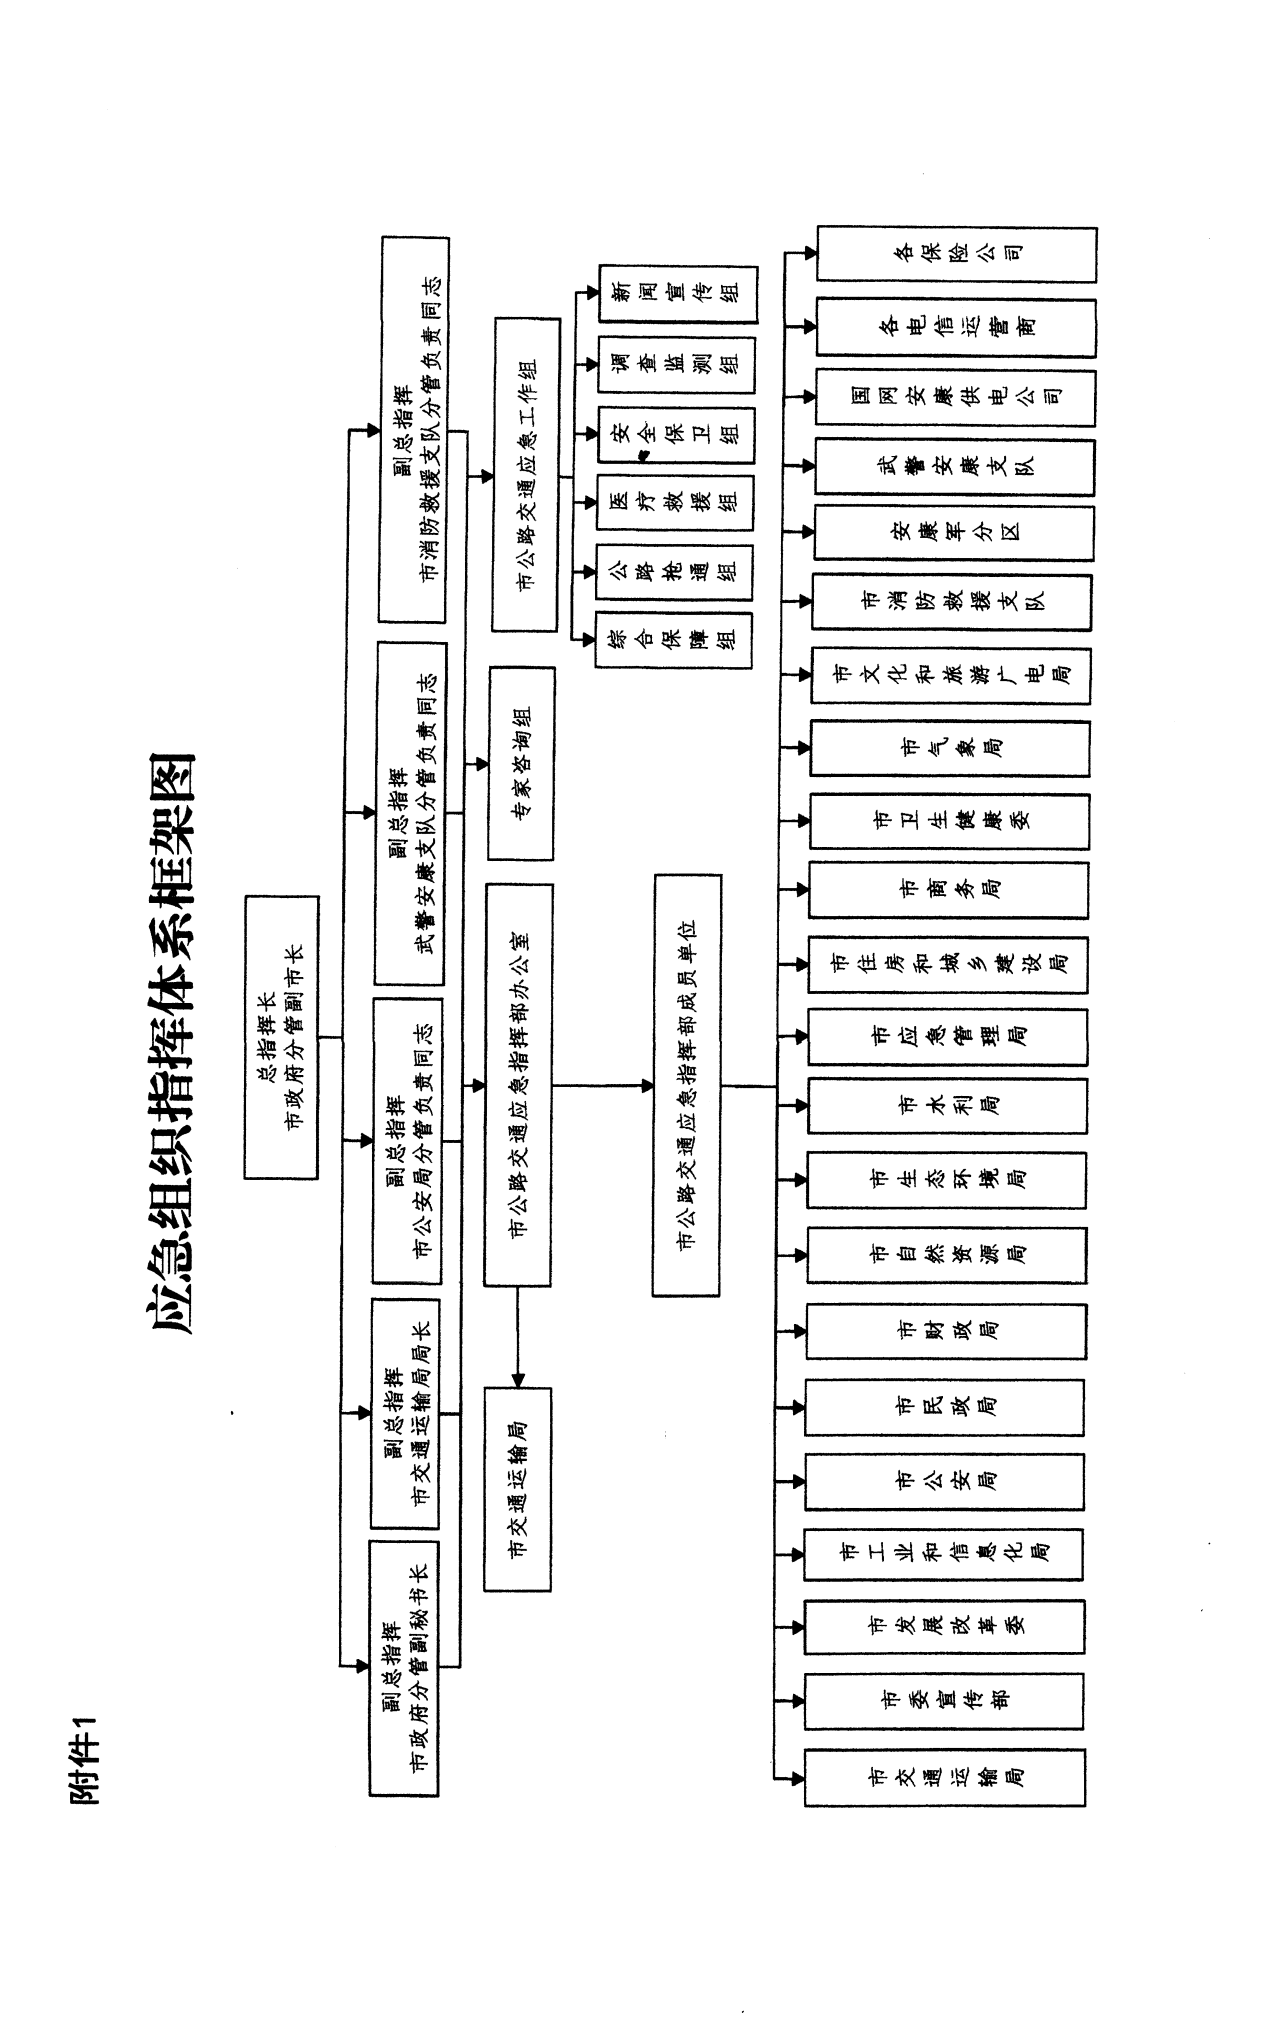 附件1
应急组织指挥体系框架图
总指挥长
市政府分管副市长
副总指挥
市政府分管副秘书长
副总指挥
市交通运输局局长
副总指挥
市公安局分管负责同志
副总指挥
武警安康支队分管负责同志
副总指挥
市消防救援支队分管负责同志
市交通运输局
市公路交通应急指挥部办公室
专家咨询组
市公路交通应急工作组
综合保障组
公路抢通组
医疗救援组
安全保卫组
调查监测组
新闻宣传组
市公路交通应急指挥部成员单位
市交通运输局
市委宣传部
市发展改革委
市工业和信息化局
市公安局
市民政局
市财政局
市自然资源局
市生态环境局
市水利局
市应急管理局
市住房和城乡建设局
市商务局
市卫生健康委
市气象局
市文化和旅游广电局
市消防救援支队
安康军分区
武警安康支队
国网安康供电公司
各电信运营商
各保险公司